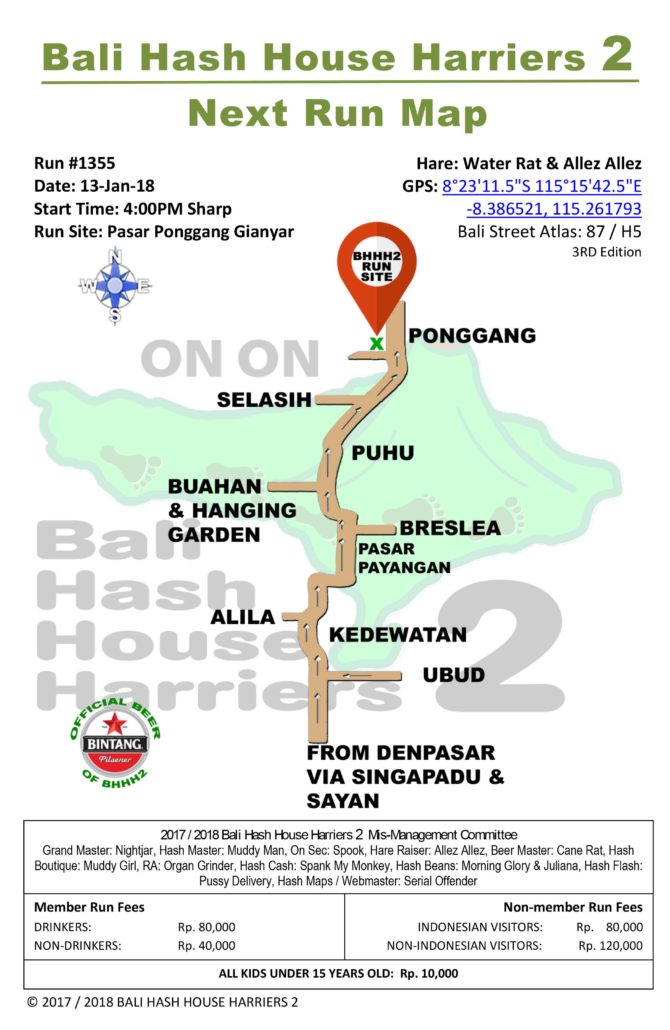 Bali Hash House Harriers 2
Next Run Map
Run #1355
Date: 13-Jan-18
Start Time: 4:00PM Sharp
Run Site: Pasar Ponggang Gianyar
Hare: Water Rat & Allez Allez
GPS: 8°23'11.5"S 115°15'42.5"E
-8.386521, 115.261793
Bali Street Atlas: 87 / H5
3RD Edition
N
W E
S
BHHH2
RUN
SITE
X
PONGGANG
ON ON
SELASIH
PUHU
BUAHAN
& HANGING
GARDEN
BRESLEA
PASAR
PAYANGAN
Bali
Hash
House
Harriers 2
ALILA
KEDEWATAN
UBUD
OFFICIAL BEER
BINTANG
Pilsener
OF BHHH2
FROM DENPASAR
VIA SINGAPADU &
SAYAN
2017 / 2018 Bali Hash House Harriers 2 Mis-Management Committee
Grand Master: Nightjar, Hash Master: Muddy Man, On Sec: Spook, Hare Raiser: Allez Allez, Beer Master: Cane Rat, Hash
Boutique: Muddy Girl, RA: Organ Grinder, Hash Cash: Spank My Monkey, Hash Beans: Morning Glory & Juliana, Hash Flash:
Pussy Delivery, Hash Maps / Webmaster: Serial Offender
Member Run Fees
DRINKERS: Rp. 80,000
NON-DRINKERS: Rp. 40,000
Non-member Run Fees
INDONESIAN VISITORS: Rp. 80,000
NON-INDONESIAN VISITORS: Rp. 120,000
ALL KIDS UNDER 15 YEARS OLD: Rp. 10,000
© 2017 / 2018 BALI HASH HOUSE HARRIERS 2